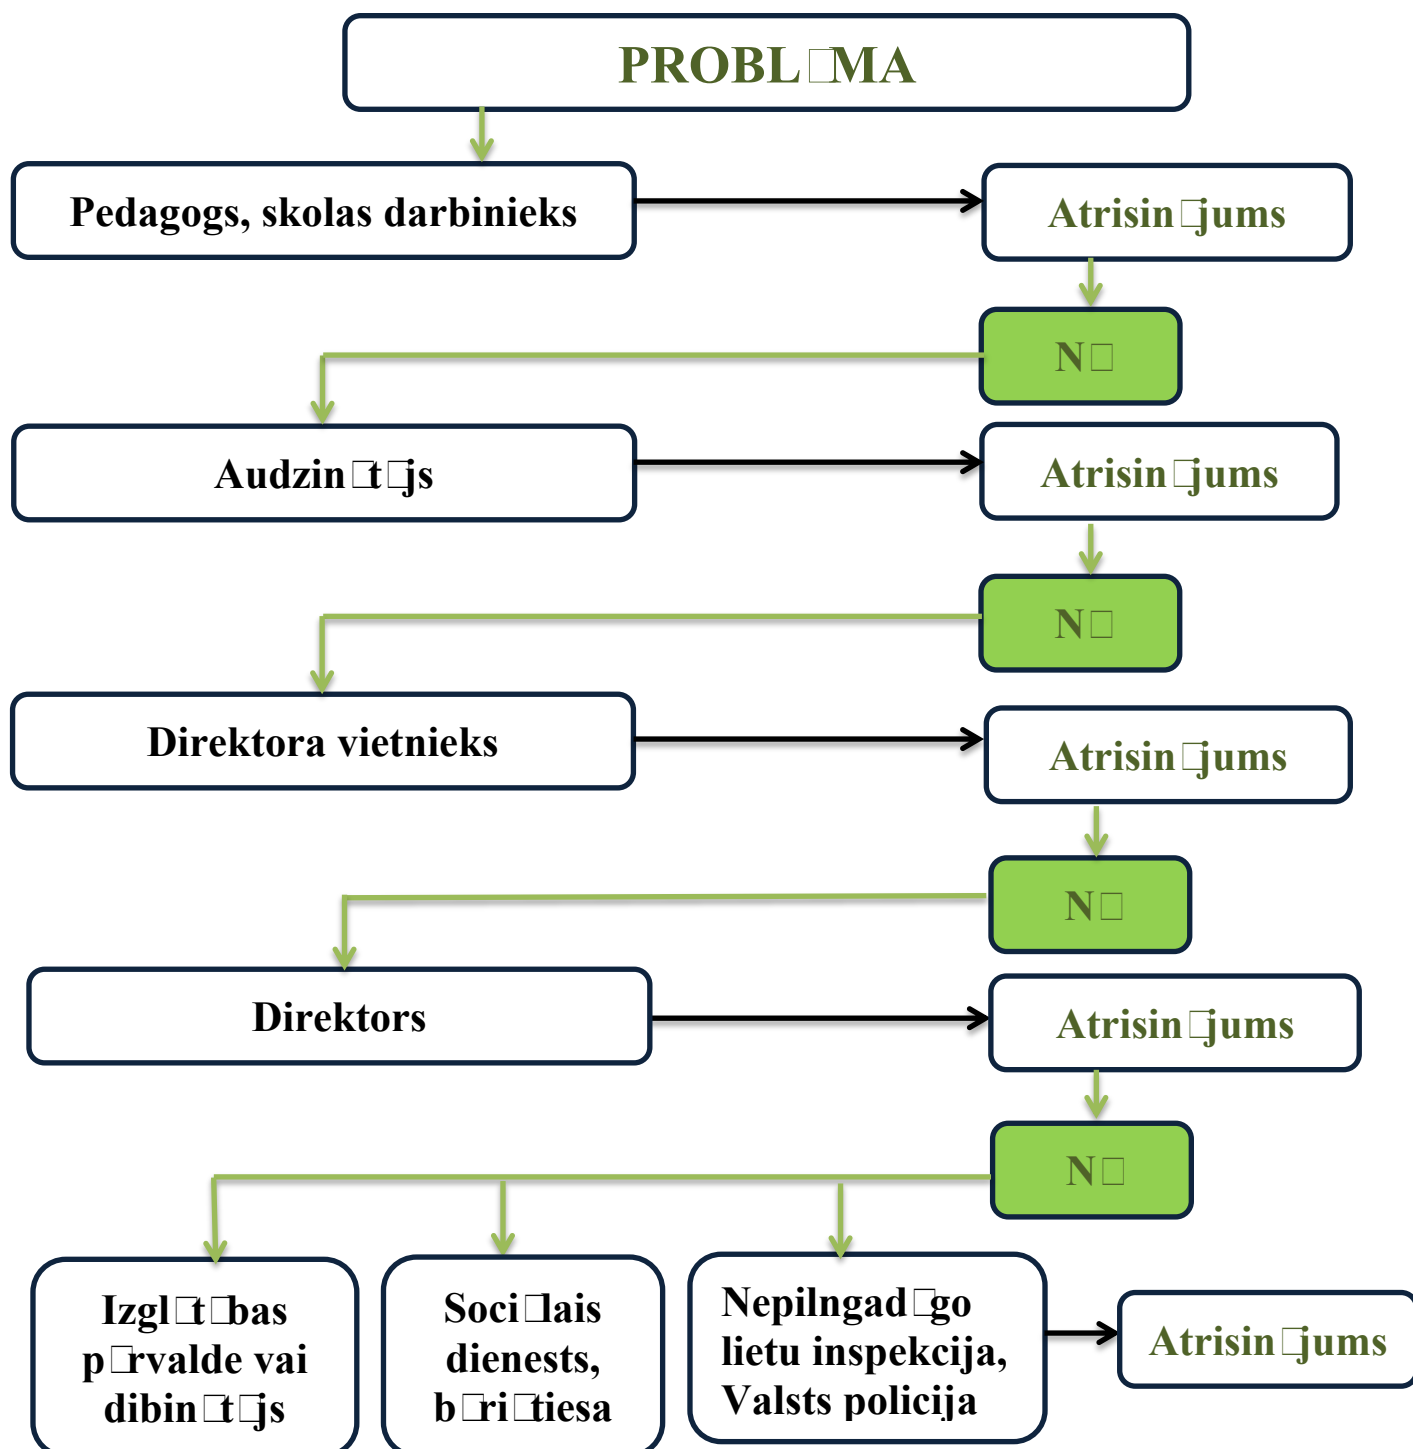 PROBL□MA
Pedagogs, skolas darbinieks
Atrisin□jums
N□
Audzin□t□js
Atrisin□jums
N□
Direktora vietnieks
Atrisin□jums
N□
Direktors
Atrisin□jums
N□
Izgl□t□bas
p□rvalde vai
dibin□t□js
Soci□lais
dienests,
b□ri□tiesa
Nepilngad□go
lietu inspekcija,
Valsts policija
Atrisin□jums